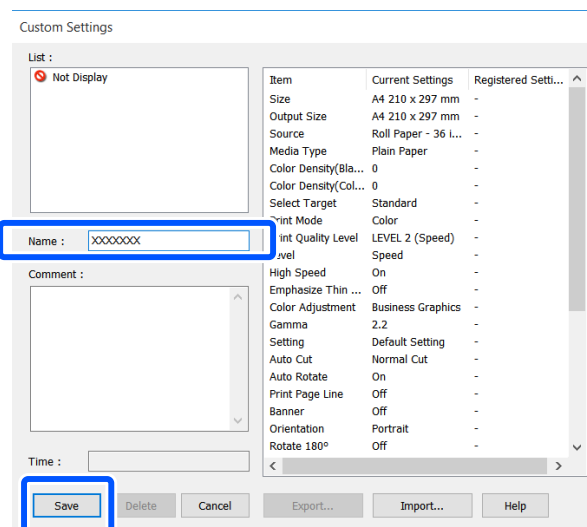 Custom Settings
List :
Not Display
Name : XXXXXXX
Comment :
Time :
Item Current Settings Registered Setti...
Size A4 210 x 297 mm -
Output Size A4 210 x 297 mm -
Source Roll Paper - 36 i... -
Media Type Plain Paper -
Color Density(Bla... 0 -
Color Density(Col... 0 -
Select Target Standard -
Print Mode Color -
Print Quality Level LEVEL 2 (Speed) -
Level Speed -
High Speed On -
Emphasize Thin ... Off -
Color Adjustment Business Graphics -
Gamma 2.2 -
Setting Default Setting -
Auto Cut Normal Cut -
Auto Rotate On -
Print Page Line Off -
Banner Off -
Orientation Portrait -
Rotate 180° Off -
Save Delete Cancel Export... Import... Help